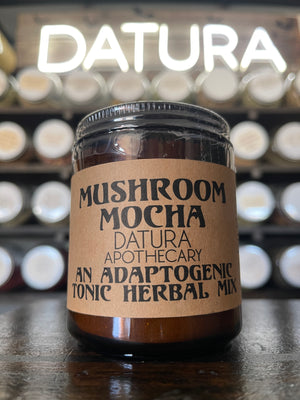 DATURA
MUSHROOM
MOCHA
DATURA
APOTHECARY
AN ADAPTOGENIC
TONIC HERBAL MIX